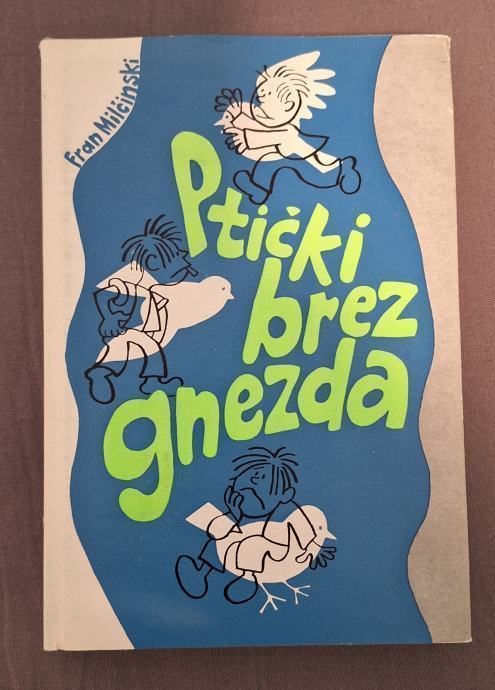 Fran Milčinski
Ptički
brez
gnezda